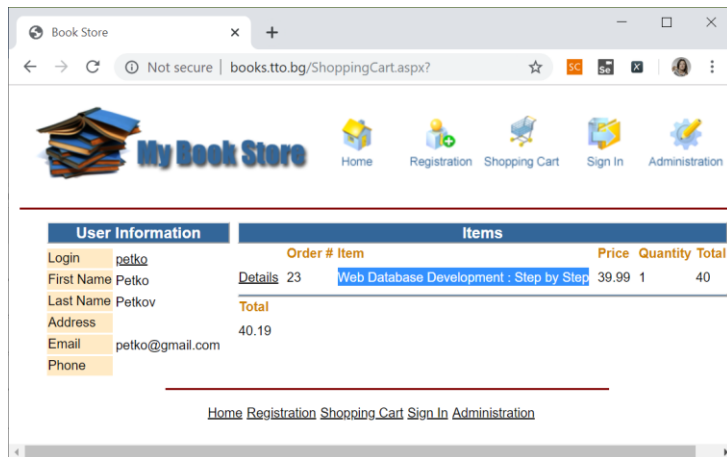 Book Store
Not secure | books.tto.bg/ShoppingCart.aspx?
SC Se X
My Book Store
Home Registration Shopping Cart Sign In Administration
User Information
Login petko
First Name Petko
Last Name Petkov
Address
Email petko@gmail.com
Phone
Items
Order # Item Price Quantity Total
Details 23 Web Database Development : Step by Step 39.99 1 40
Total
40.19
Home Registration Shopping Cart Sign In Administration